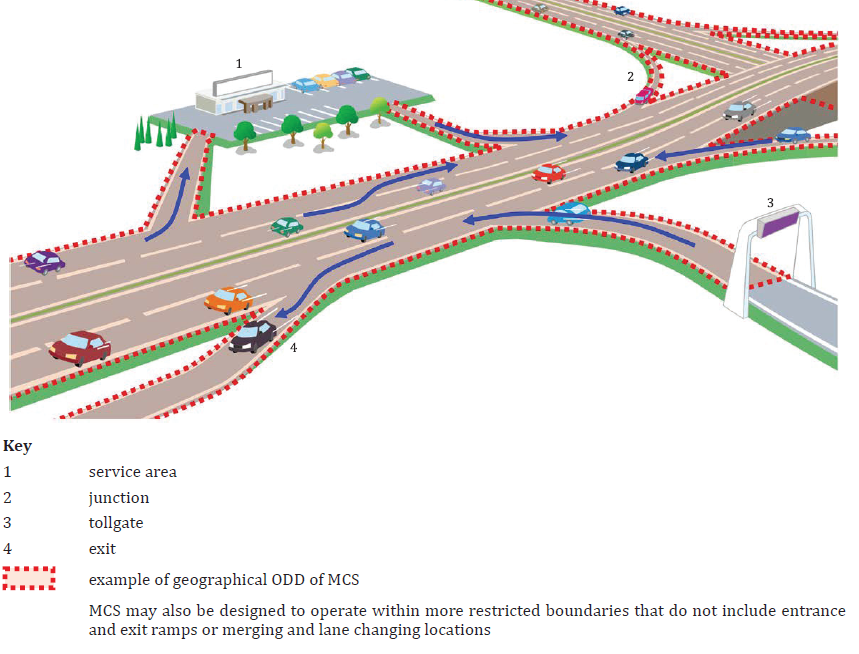 1
2
3
4
Key
1 service area
2 junction
3 tollgate
4 exit
example of geographical ODD of MCS
MCS may also be designed to operate within more restricted boundaries that do not include entrance
and exit ramps or merging and lane changing locations